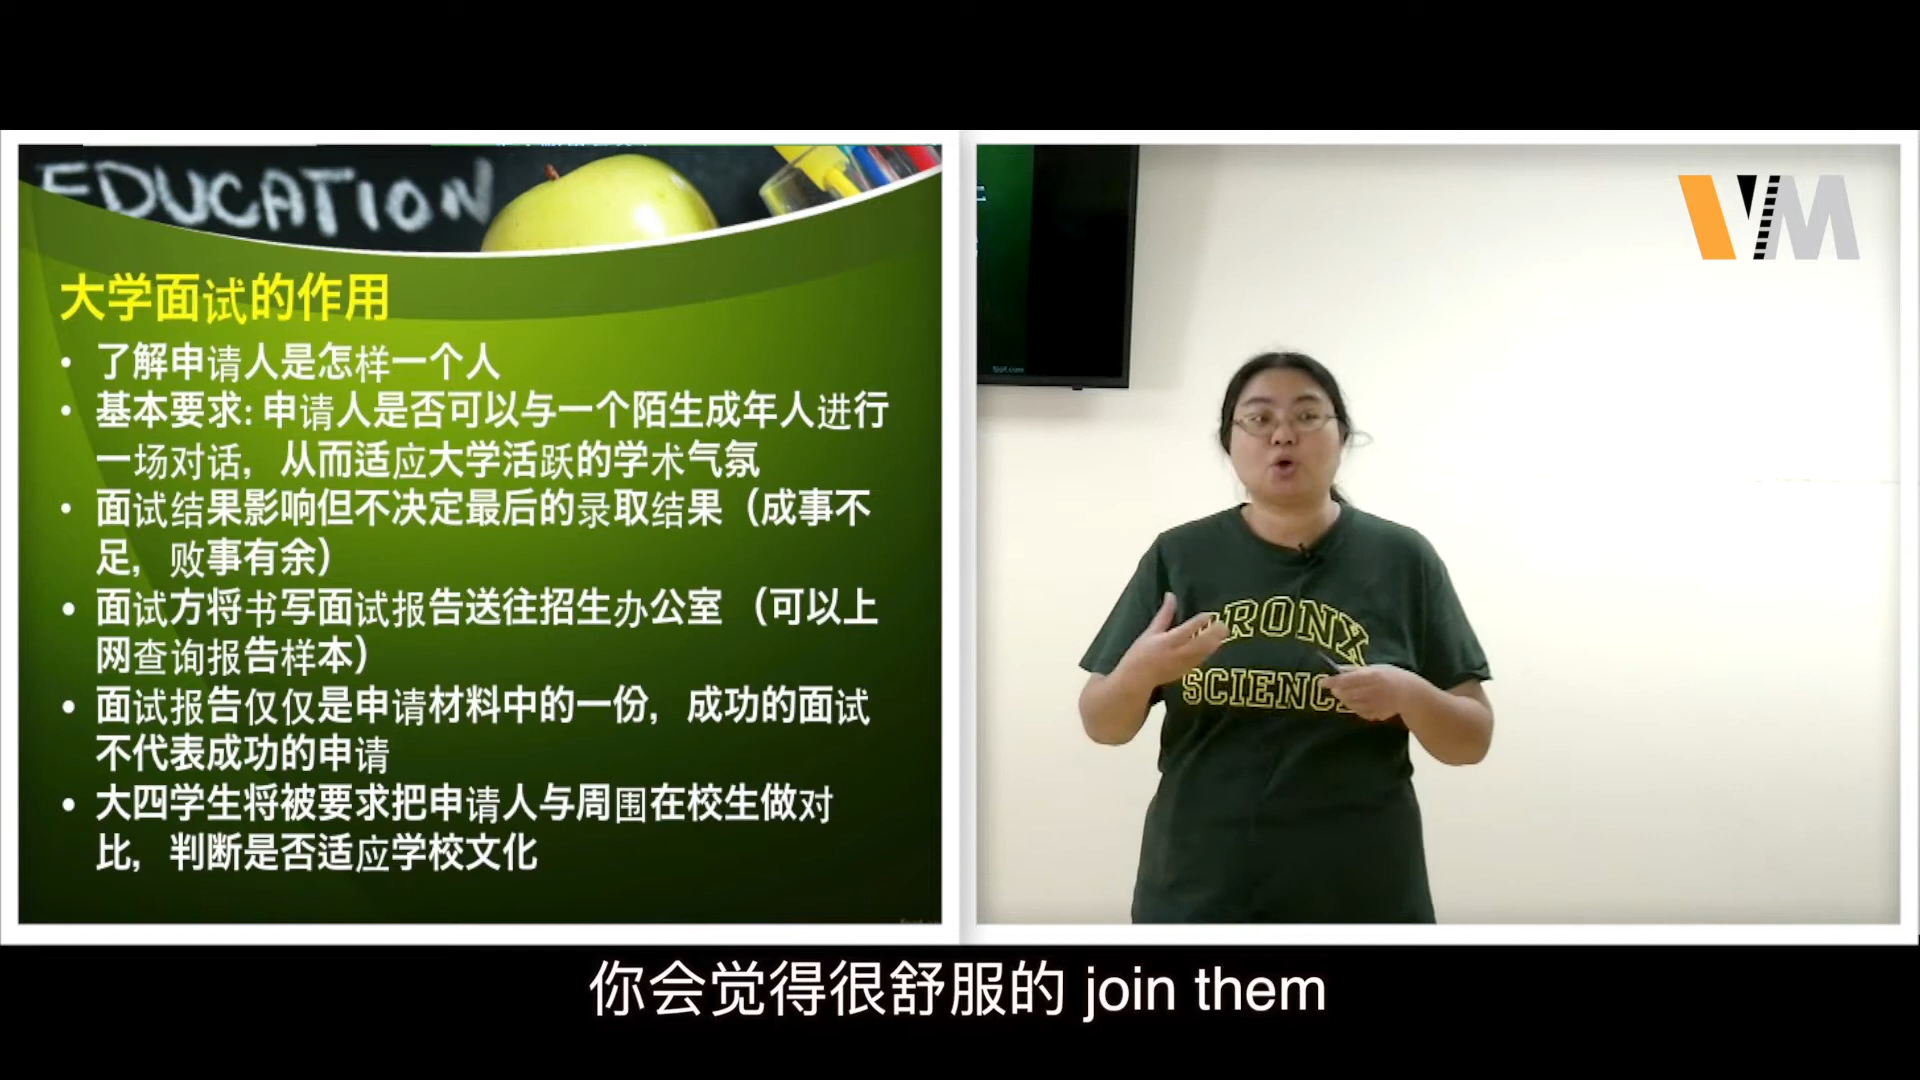 EDUCATION
大学面试的作用
• 了解申请人是怎样一个人
• 基本要求: 申请人是否可以与一个陌生成年人进行
一场对话，从而适应大学活跃的学术气氛
• 面试结果影响但不决定最后的录取结果（成事不
足，败事有余）
• 面试方将书写面试报告送往招生办公室 （可以上
网查询报告样本）
• 面试报告仅仅是申请材料中的一份，成功的面试
不代表成功的申请
• 大四学生将被要求把申请人与周围在校生做对
比，判断是否适应学校文化
VM
BRONX
SCIENCE
你会觉得很舒服的 join them